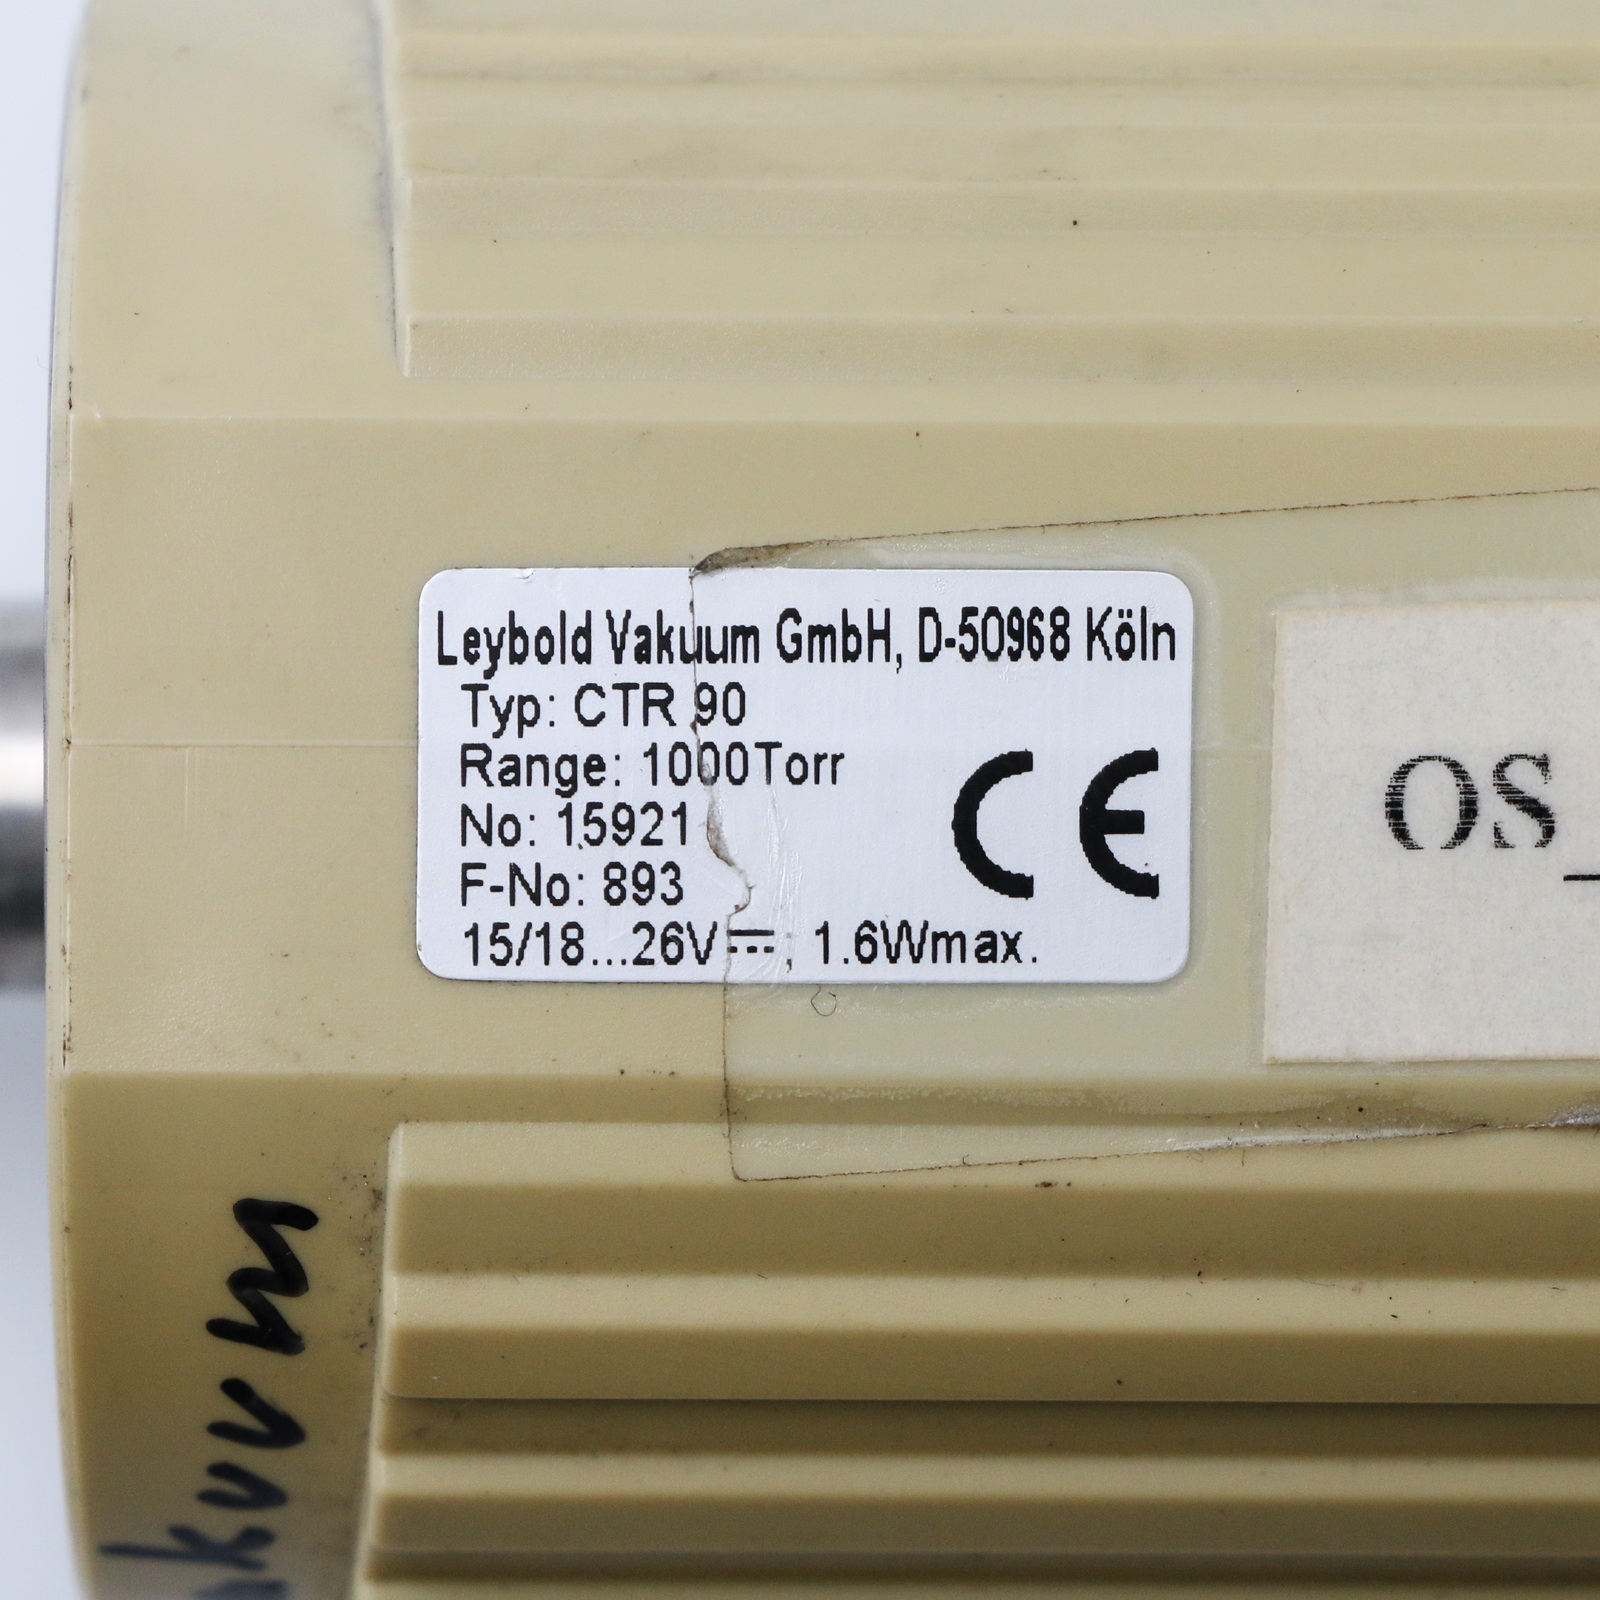 Leybold Vakuum GmbH, D-50968 Köln
Typ: CTR 90
Range: 1000Torr
No: 15921
F-No: 893
15/18...26V⎓; 1.6Wmax.
CE
OS_
akuum